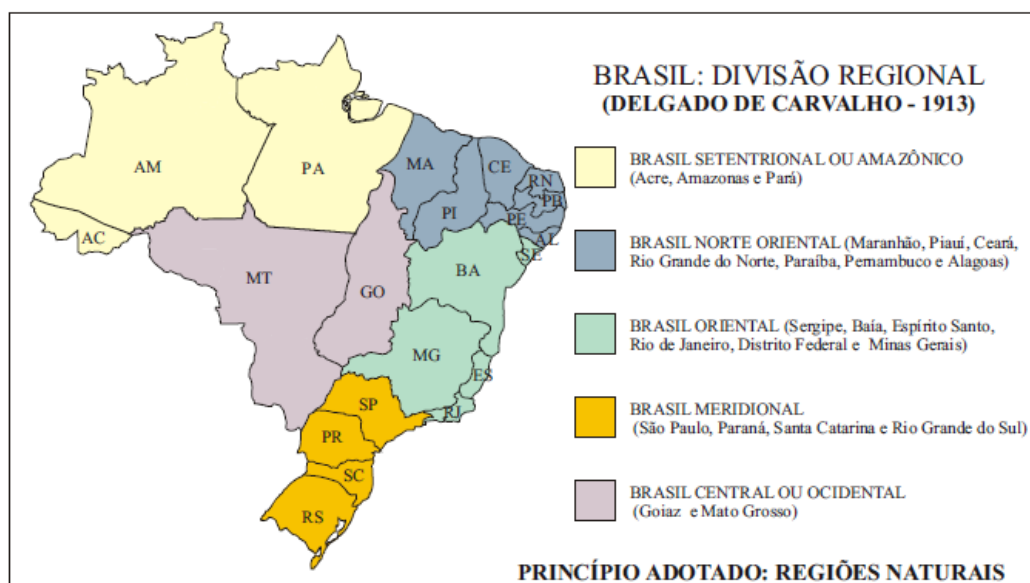 BRASIL: DIVISÃO REGIONAL
(DELGADO DE CARVALHO - 1913)
BRASIL SETENTRIONAL OU AMAZÔNICO
(Acre, Amazonas e Pará)
BRASIL NORTE ORIENTAL (Maranhão, Piauí, Ceará,
Rio Grande do Norte, Paraíba, Pernambuco e Alagoas)
BRASIL ORIENTAL (Sergipe, Baía, Espírito Santo,
Rio de Janeiro, Distrito Federal e Minas Gerais)
BRASIL MERIDIONAL
(São Paulo, Paraná, Santa Catarina e Rio Grande do Sul)
BRASIL CENTRAL OU OCIDENTAL
(Goiaz e Mato Grosso)
PRINCÍPIO ADOTADO: REGIÕES NATURAIS
AM
PA
MA
CE
RN
PB
PI
PE
AL
SE
AC
BA
MT
GO
MG
ES
SP
RJ
PR
SC
RS